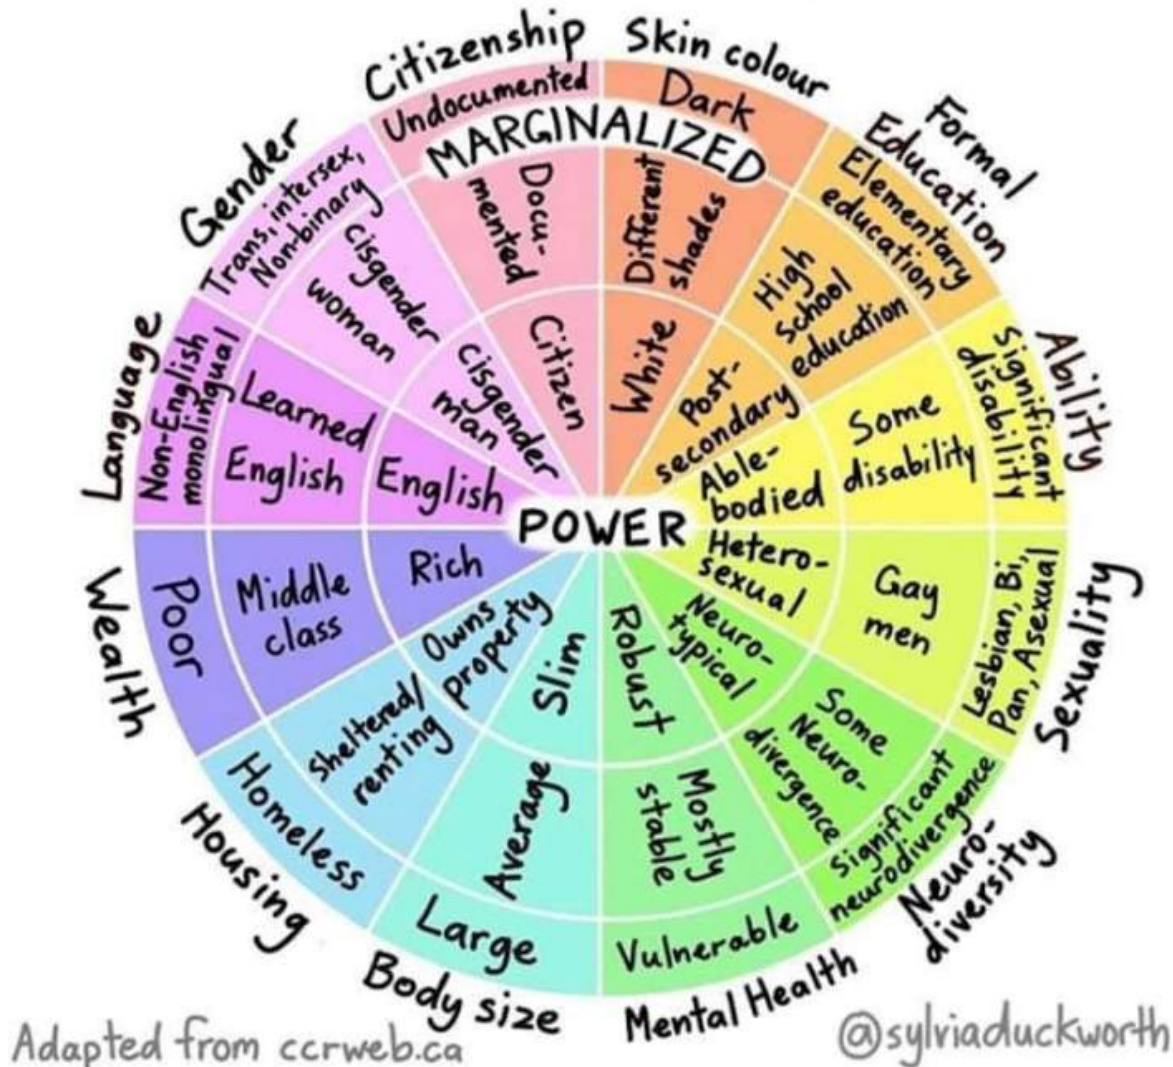 Citizenship
Undocumented
Docu-
mented
Citizen
Skin colour
Dark
Different
shades
White
Formal
Education
Elementary
education
High
school
education
Post-
secondary
Ability
Significant
disability
Some
disability
Able-
bodied
Sexuality
Lesbian, Bi,
Pan, Asexual
Gay
men
Hetero-
sexual
Neuro-
diversity
Significant
neurodivergence
Some
Neuro-
divergence
Neuro-
typical
Mental Health
Vulnerable
Mostly
stable
Robust
Body size
Large
Average
Slim
Housing
Homeless
Sheltered/
renting
Owns
property
Wealth
Poor
Middle
class
Rich
Language
Non-English
monolingual
Learned
English
English
Gender
Trans, intersex,
Non-binary
cisgender
woman
cisgender
man
MARGINALIZED
POWER
Adapted from ccrweb.ca
@sylviaduckworth